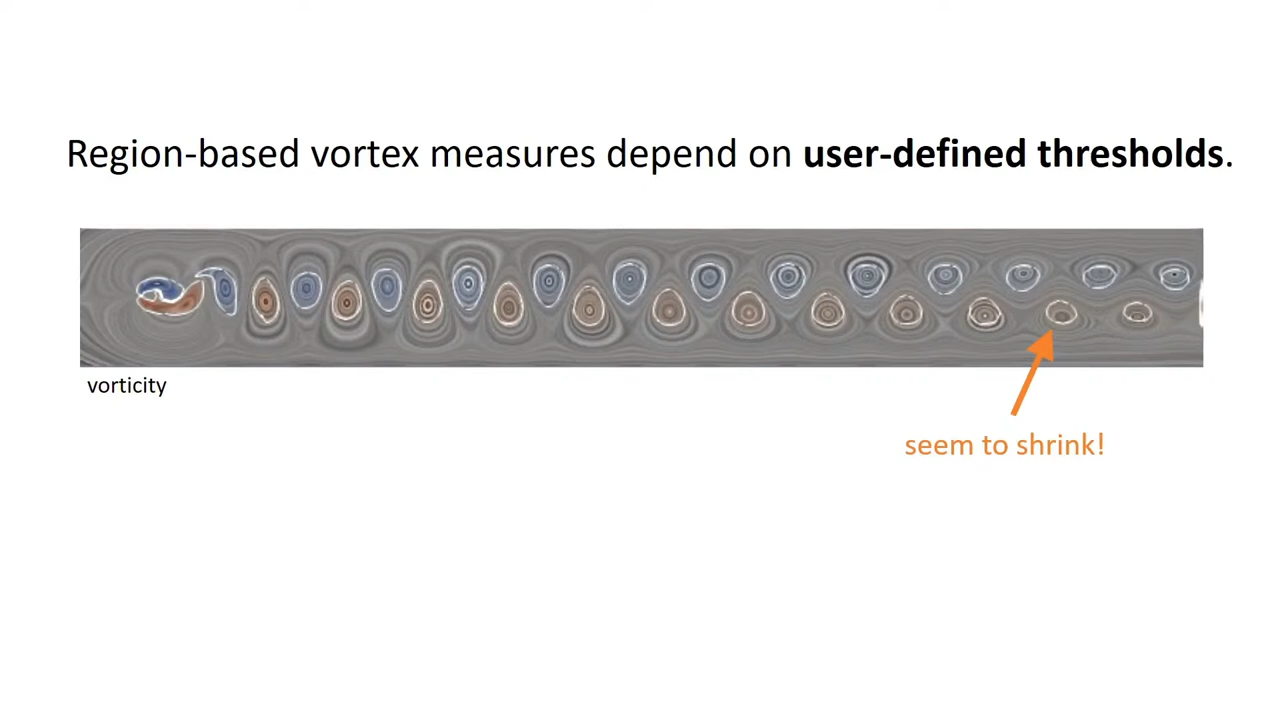 Region-based vortex measures depend on user-defined thresholds.
vorticity
seem to shrink!